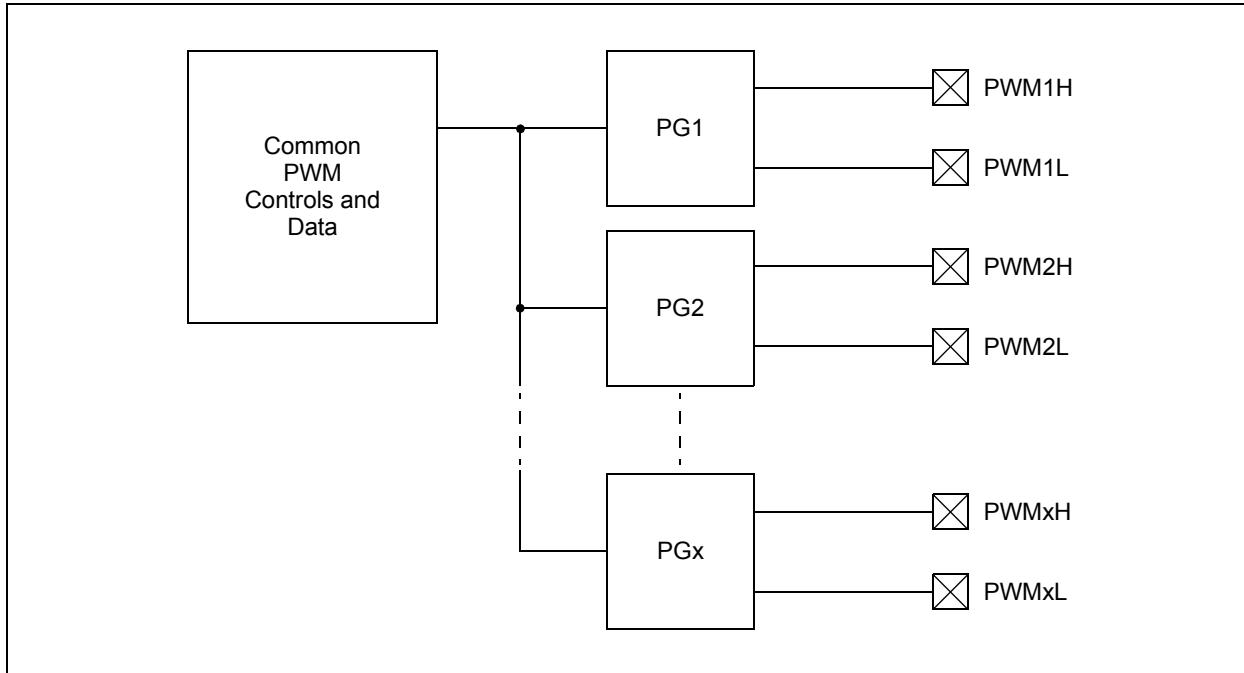 Common
PWM
Controls and
Data
PG1
PWM1H
PWM1L
PG2
PWM2H
PWM2L
PGx
PWMxH
PWMxL